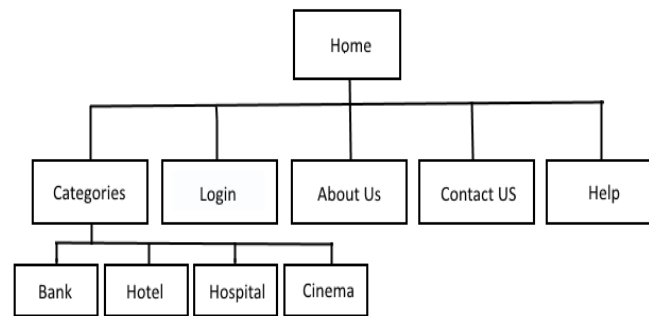 Home
Categories
Login
About Us
Contact US
Help
Bank
Hotel
Hospital
Cinema